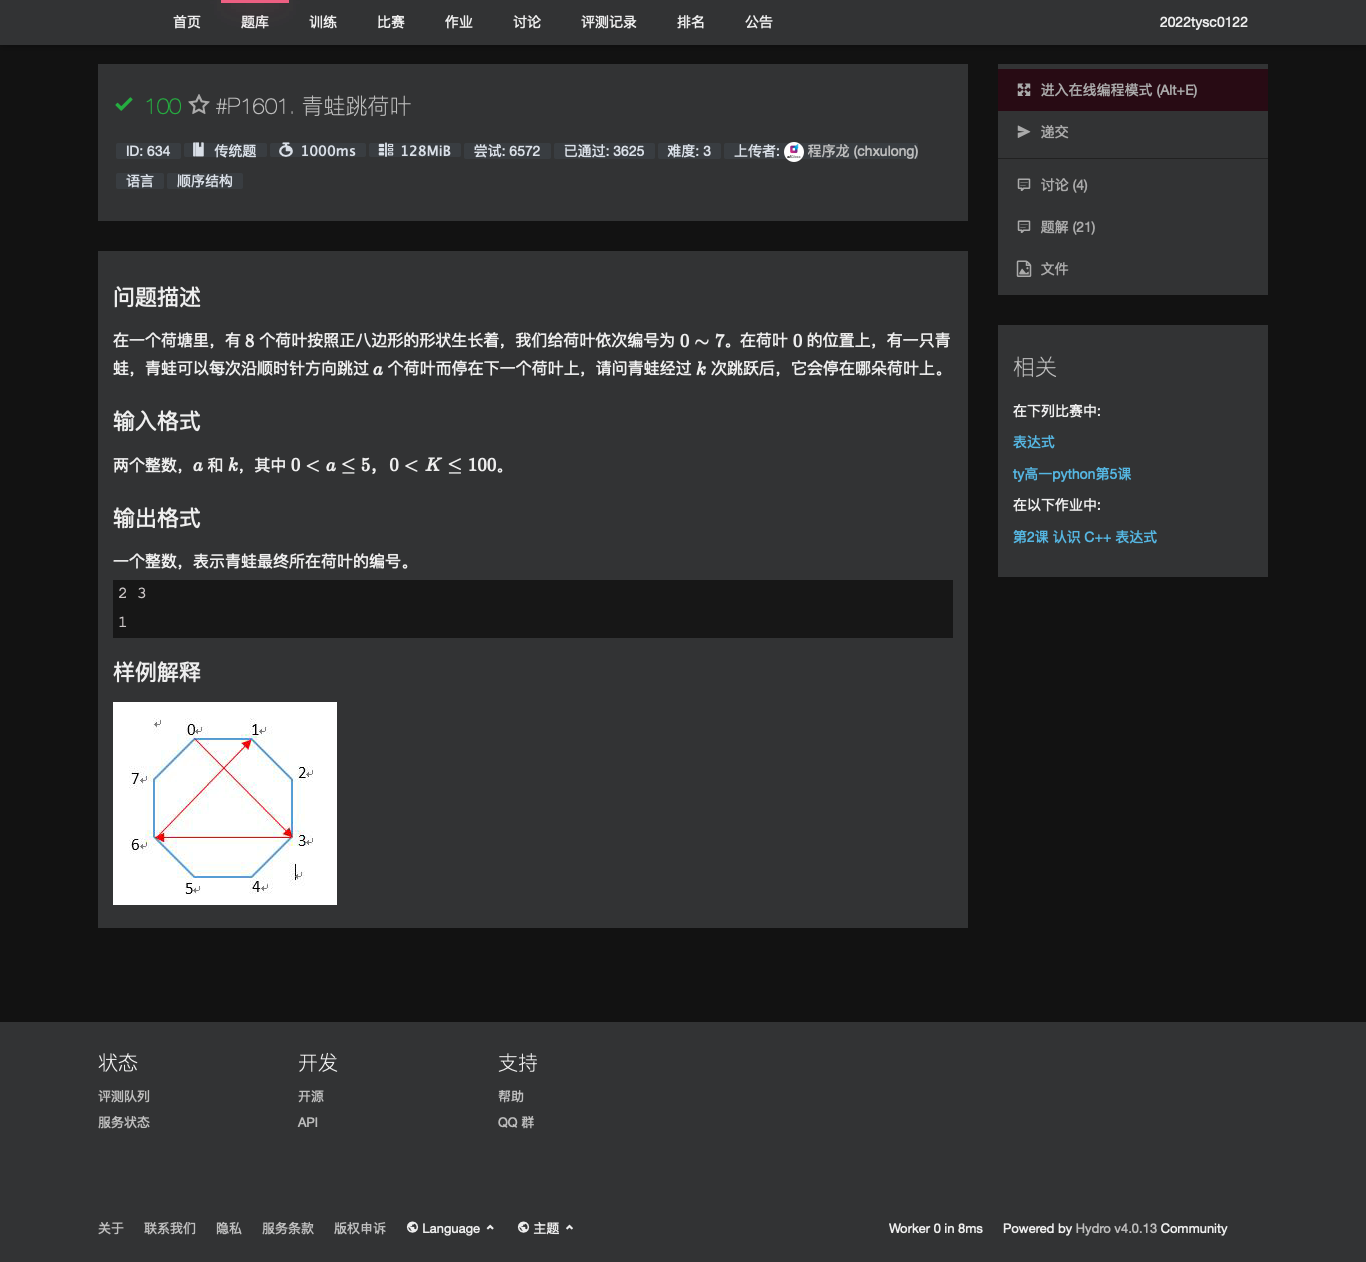 首页 题库 训练 比赛 作业 讨论 评测记录 排名 公告 2022tysc0122
100 #P1601. 青蛙跳荷叶
ID: 634 传统题 1000ms 128MiB 尝试: 6572 已通过: 3625 难度: 3 上传者: 程序龙 (chxulong)
语言 顺序结构
问题描述
在一个荷塘里，有 8 个荷叶按照正八边形的形状生长着，我们给荷叶依次编号为 0 ∼ 7。在荷叶 0 的位置上，有一只青
蛙，青蛙可以每次沿顺时针方向跳过 a 个荷叶而停在下一个荷叶上，请问青蛙经过 k 次跳跃后，它会停在哪朵荷叶上。
输入格式
两个整数，a 和 k，其中 0 < a ≤ 5，0 < K ≤ 100。
输出格式
一个整数，表示青蛙最终所在荷叶的编号。
2 3
1
样例解释
0
1
7
2
6
3
5
4
进入在线编程模式 (Alt+E)
递交
讨论 (4)
题解 (21)
文件
相关
在下列比赛中:
表达式
ty高一python第5课
在以下作业中:
第2课 认识 C++ 表达式
状态 开发 支持
评测队列 开源 帮助
服务状态 API QQ 群
关于 联系我们 隐私 服务条款 版权申诉 Language 主题 Worker 0 in 8ms Powered by Hydro v4.0.13 Community